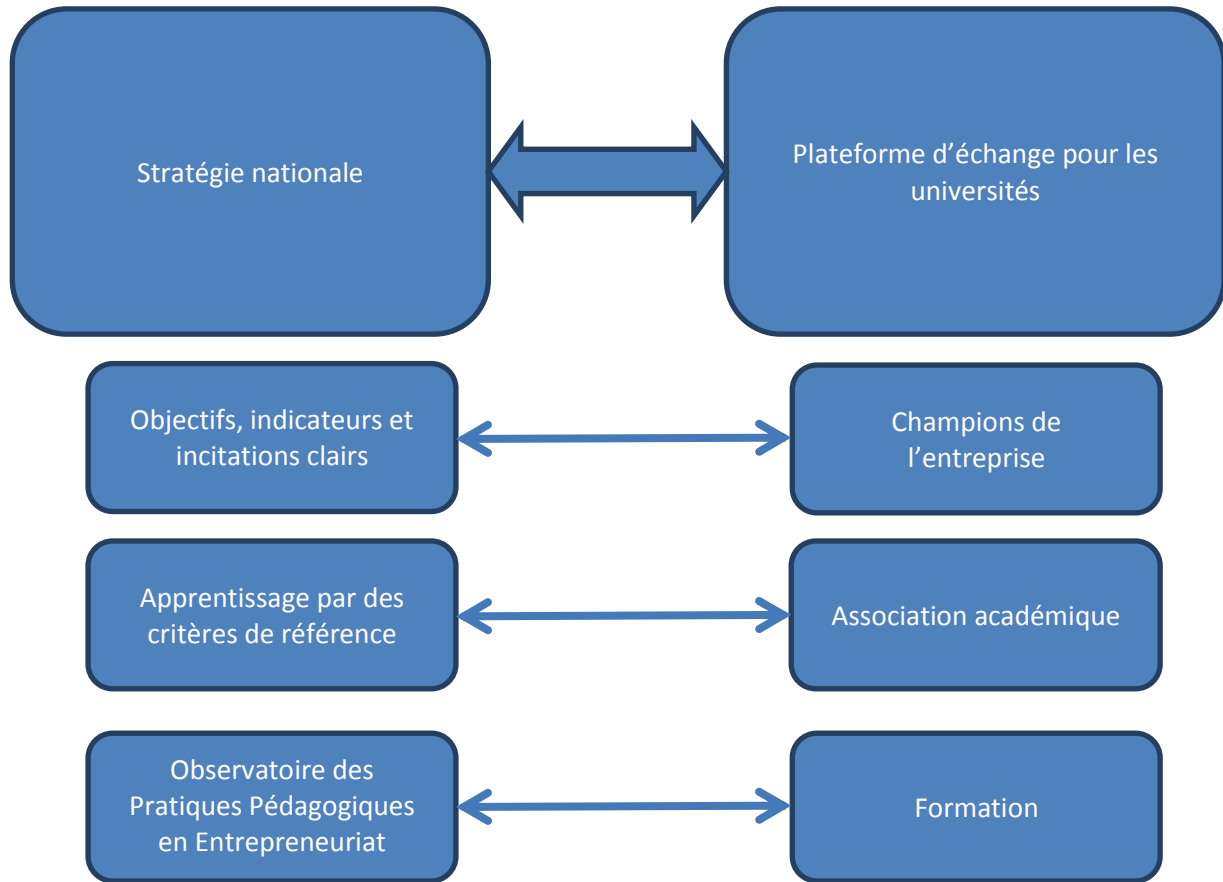 Stratégie nationale
Plateforme d’échange pour les
universités
Objectifs, indicateurs et
incitations clairs
Champions de
l’entreprise
Apprentissage par des
critères de référence
Association académique
Observatoire des
Pratiques Pédagogiques
en Entrepreneuriat
Formation